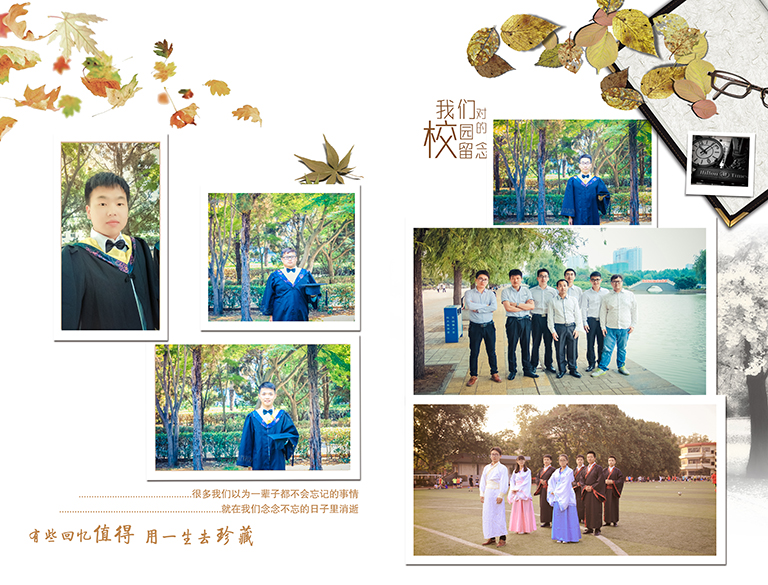 我们对
校园的
留念
很多我们以为一辈子都不会忘记的事情
就在我们念念不忘的日子里消逝
有些回忆值得 用一生去珍藏